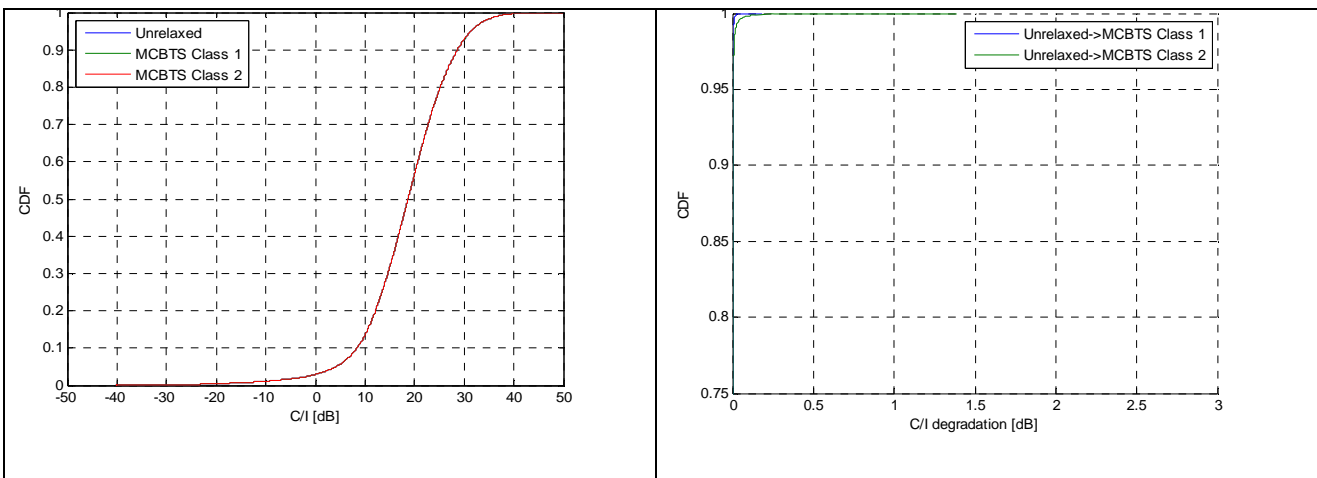 1
0.9
0.8
0.7
0.6
0.5
0.4
0.3
0.2
0.1
0
CDF
Unrelaxed
MCBTS Class 1
MCBTS Class 2
-50 -40 -30 -20 -10 0 10 20 30 40 50
C/I [dB]
1
0.95
0.9
0.85
0.8
0.75
CDF
Unrelaxed->MCBTS Class 1
Unrelaxed->MCBTS Class 2
0 0.5 1 1.5 2 2.5 3
C/I degradation [dB]